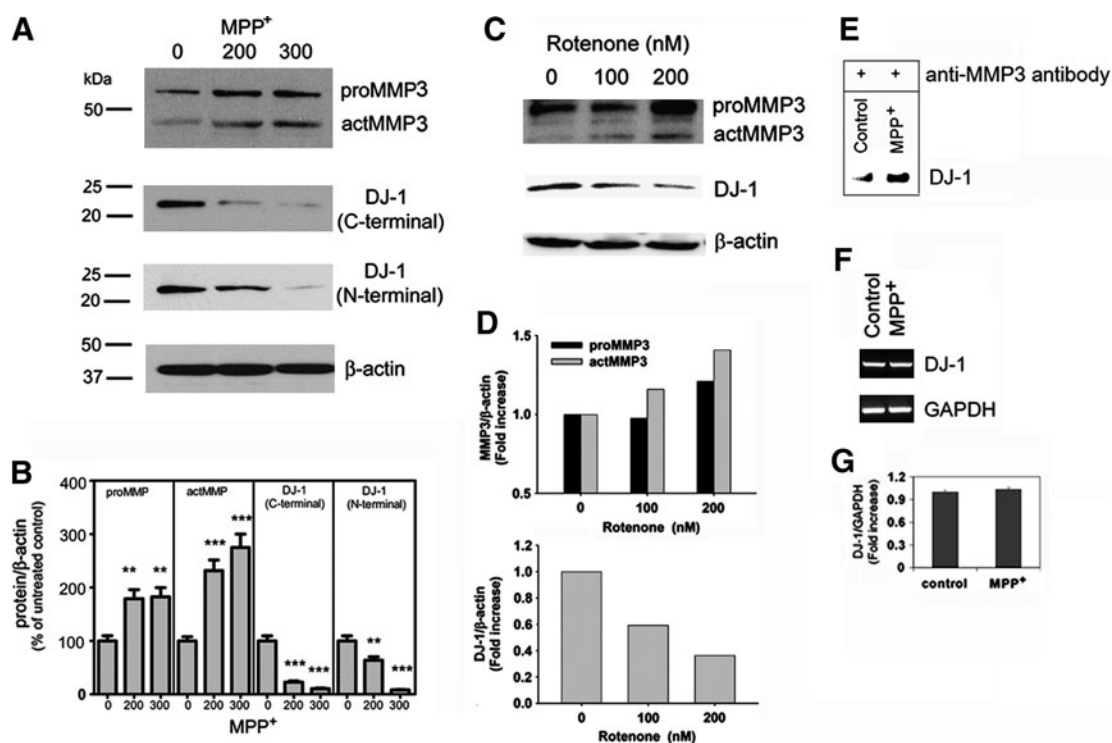 A
MPP+
0 200 300
kDa
50
proMMP3
actMMP3
25
20
DJ-1
(C-terminal)
25
20
DJ-1
(N-terminal)
50
37
β-actin
B
protein/β-actin
(% of untreated control)
400
300
200
100
0
proMMP actMMP DJ-1 DJ-1
(C-terminal) (N-terminal)
** ** *** *** *** *** ** ***
0 200 300 0 200 300 0 200 300 0 200 300
MPP+
C
Rotenone (nM)
0 100 200
proMMP3
actMMP3
DJ-1
β-actin
D
MMP3/β-actin
(Fold increase)
1.5
1.0
0.5
proMMP3
actMMP3
0 100 200
Rotenone (nM)
DJ-1/β-actin
(Fold increase)
1.2
1.0
0.8
0.6
0.4
0.2
0
0 100 200
Rotenone (nM)
E
+ + anti-MMP3 antibody
Control
MPP+
DJ-1
F
Control
MPP+
DJ-1
GAPDH
G
DJ-1/GAPDH
(Fold increase)
1.2
0.9
0.6
0.3
0
control MPP+